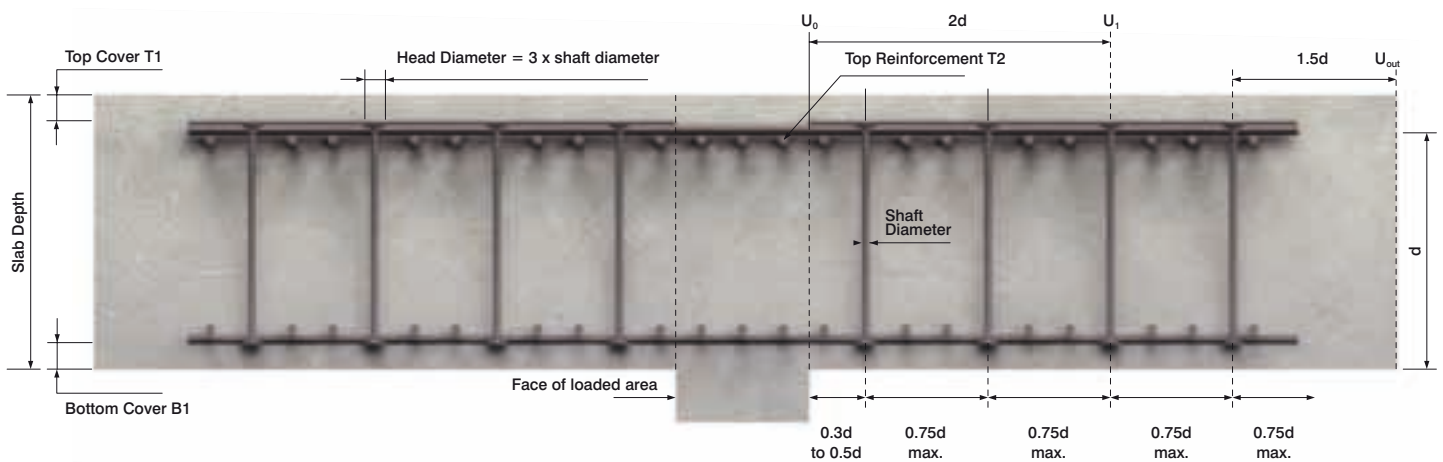 U₀
2d
U₁
Top Cover T1
Head Diameter = 3 x shaft diameter
Top Reinforcement T2
1.5d
Uout
Slab Depth
Shaft
Diameter
d
Face of loaded area
Bottom Cover B1
0.3d
to 0.5d
0.75d
max.
0.75d
max.
0.75d
max.
0.75d
max.